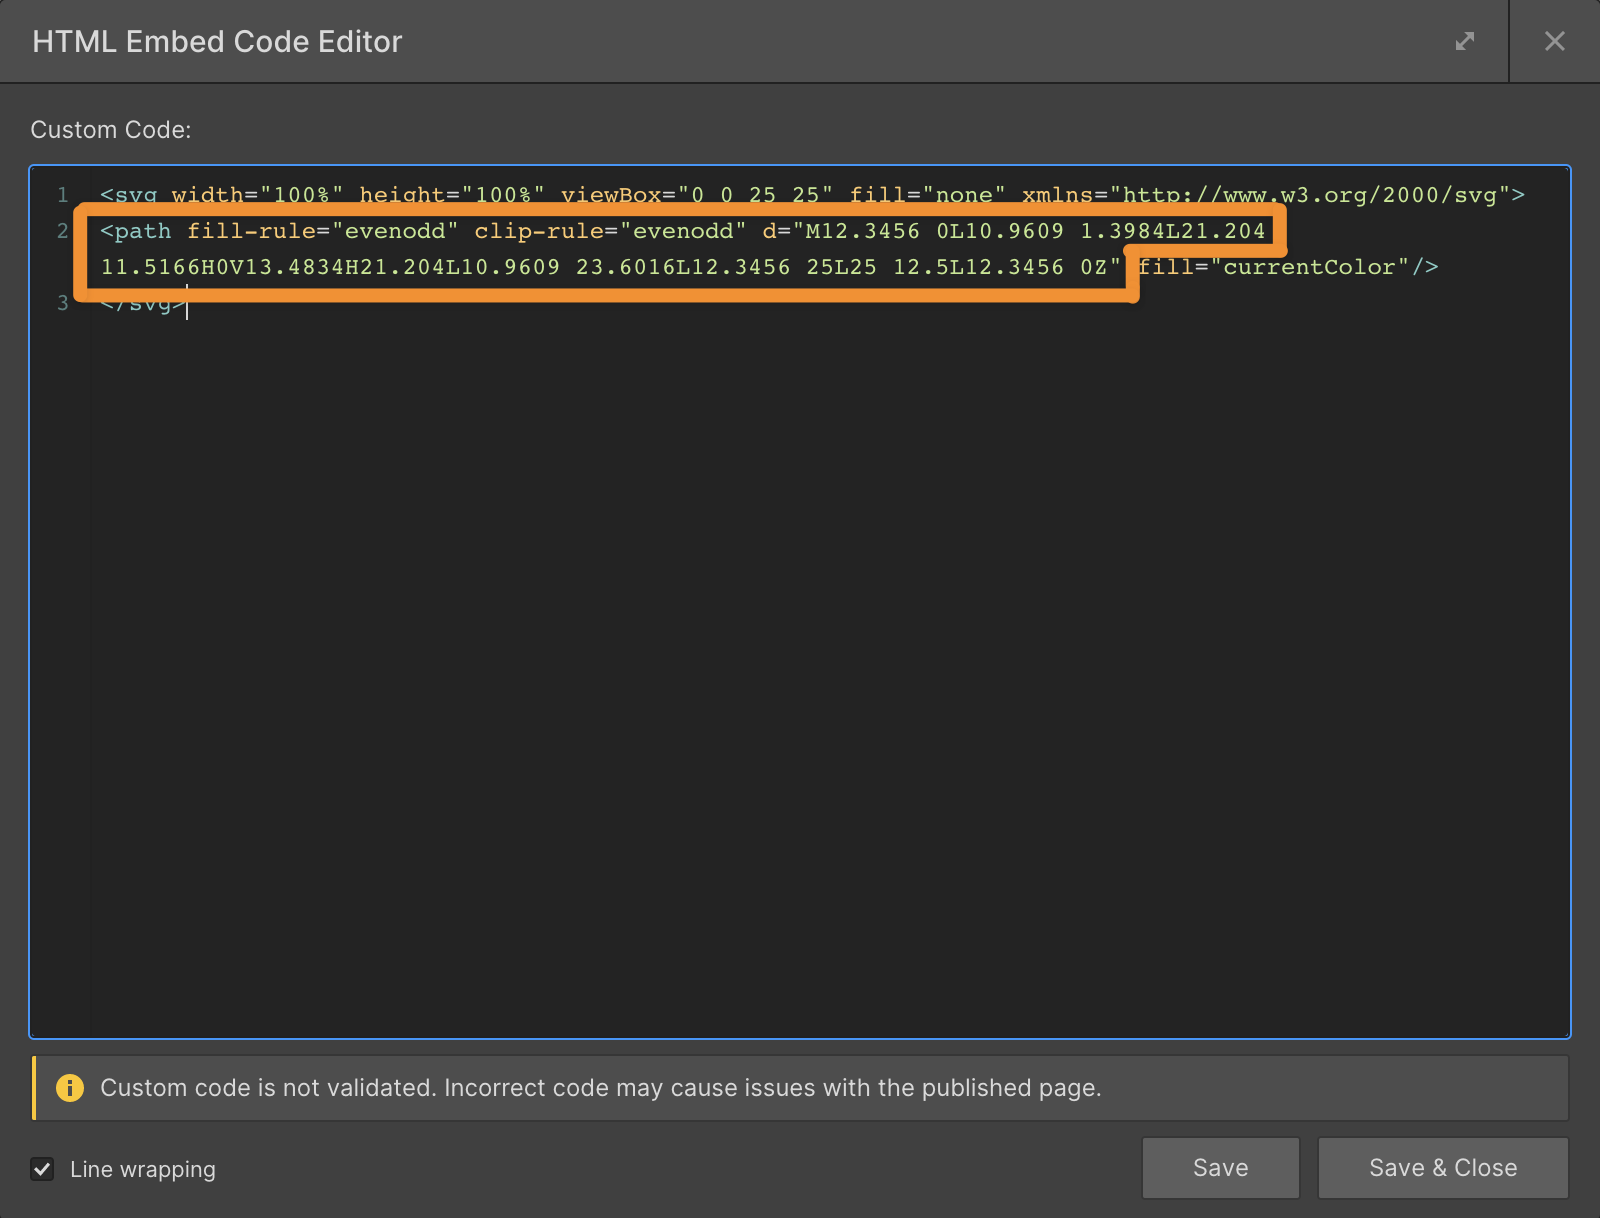 HTML Embed Code Editor
Custom Code:
1 <svg width="100%" height="100%" viewBox="0 0 25 25" fill="none" xmlns="http://www.w3.org/2000/svg">
2 <path fill-rule="evenodd" clip-rule="evenodd" d="M12.3456 0L10.9609 1.3984L21.204
11.5166H0V13.4834H21.204L10.9609 23.6016L12.3456 25L25 12.5L12.3456 0Z" fill="currentColor"/>
3 </svg>
Custom code is not validated. Incorrect code may cause issues with the published page.
Line wrapping
Save
Save & Close